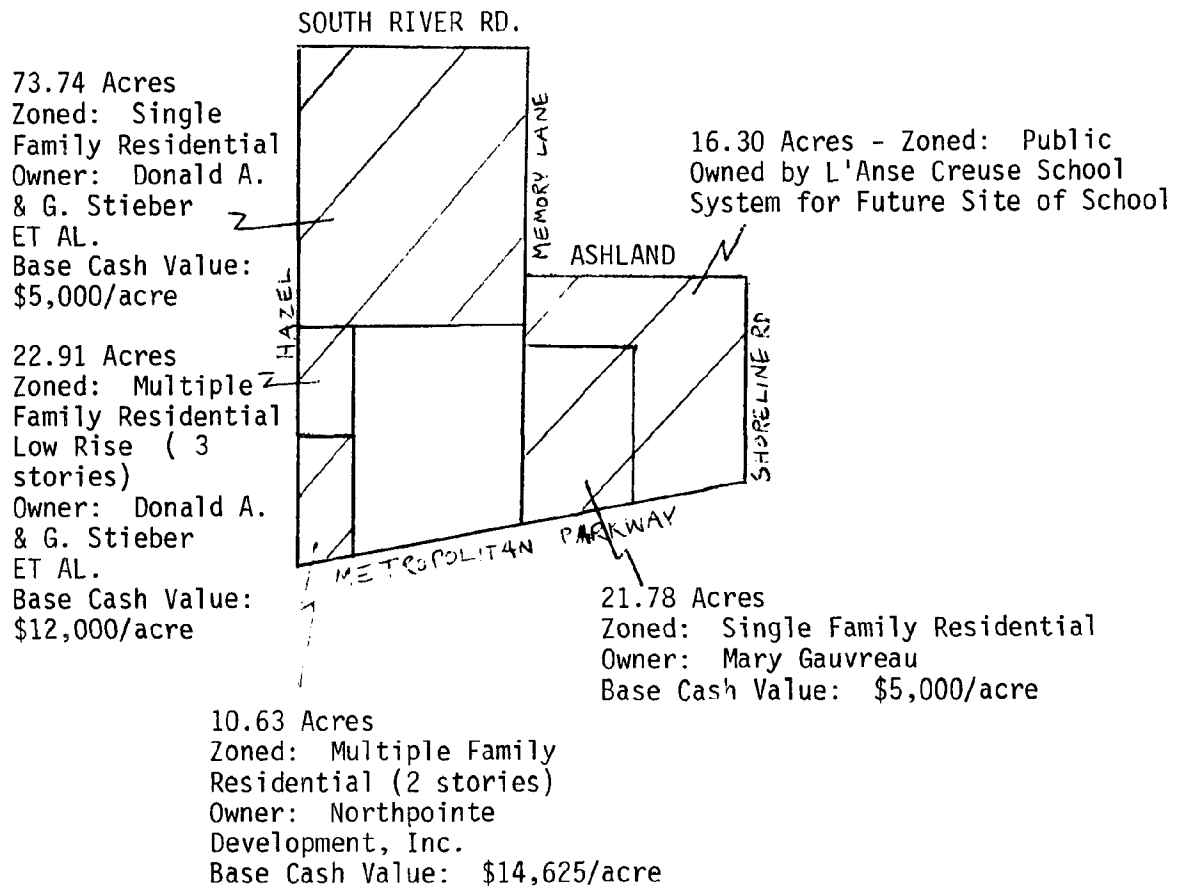 SOUTH RIVER RD.
73.74 Acres
Zoned: Single
Family Residential
Owner: Donald A.
& G. Stieber
ET AL.
Base Cash Value:
$5,000/acre
MEMORY LANE
16.30 Acres - Zoned: Public
Owned by L'Anse Creuse School
System for Future Site of School
ASHLAND
HAZEL
SHORELINE RD
22.91 Acres
Zoned: Multiple
Family Residential
Low Rise ( 3
stories)
Owner: Donald A.
& G. Stieber
ET AL.
Base Cash Value:
$12,000/acre
METROPOLITAN PARKWAY
21.78 Acres
Zoned: Single Family Residential
Owner: Mary Gauvreau
Base Cash Value: $5,000/acre
10.63 Acres
Zoned: Multiple Family
Residential (2 stories)
Owner: Northpointe
Development, Inc.
Base Cash Value: $14,625/acre